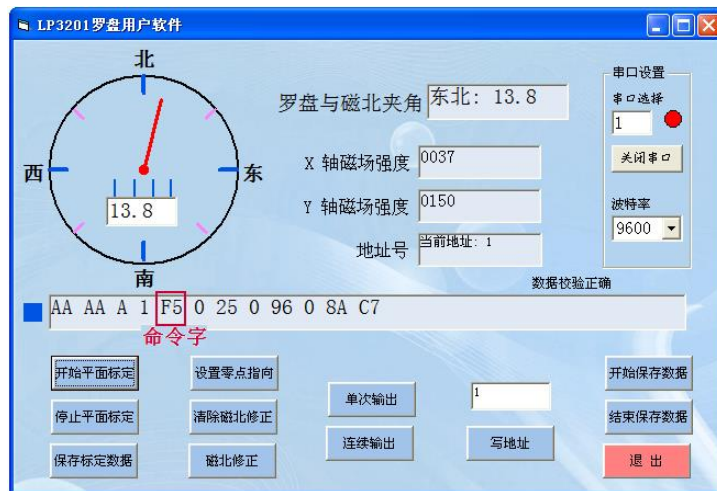 LP3201罗盘用户软件
北
西
东
南
13.8
罗盘与磁北夹角
东北: 13.8
X 轴磁场强度
0037
Y 轴磁场强度
0150
地址号
当前地址: 1
串口设置
串口选择
1
关闭串口
波特率
9600
数据校验正确
AA AA A 1 F5 0 25 0 96 0 8A C7
命令字
开始平面标定
设置零点指向
单次输出
1
开始保存数据
停止平面标定
清除磁北修正
连续输出
写地址
结束保存数据
保存标定数据
磁北修正
退 出